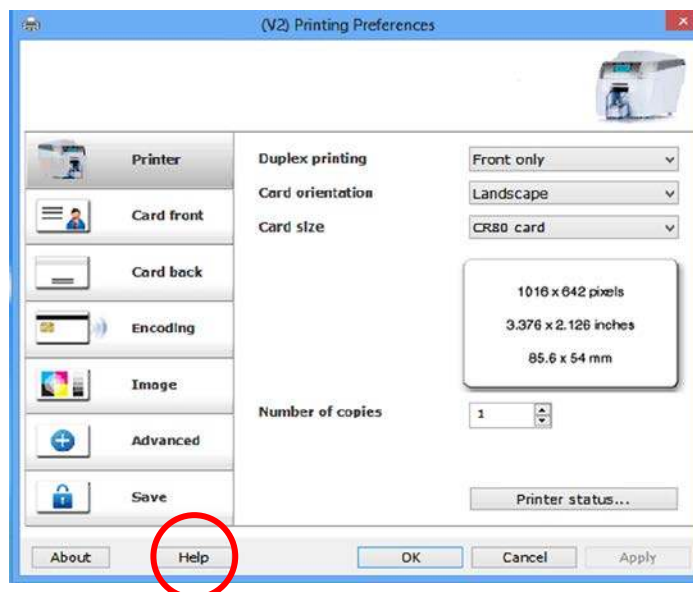 (V2) Printing Preferences
Printer
Duplex printing
Front only
Card orientation
Landscape
Card front
Card size
CR80 card
Card back
1016 x 642 pixels
3.376 x 2.126 inches
85.6 x 54 mm
Encoding
Image
Number of copies
1
Advanced
Save
Printer status...
About
Help
OK
Cancel
Apply